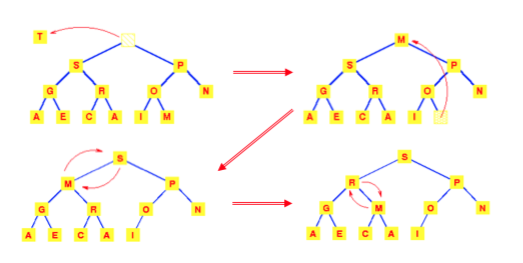 T
S P
G R O N
A E C A I M
M
S P
G R O N
A E C A I
S
M P
G R O N
A E C A I
S
R P
G M O N
A E C A I